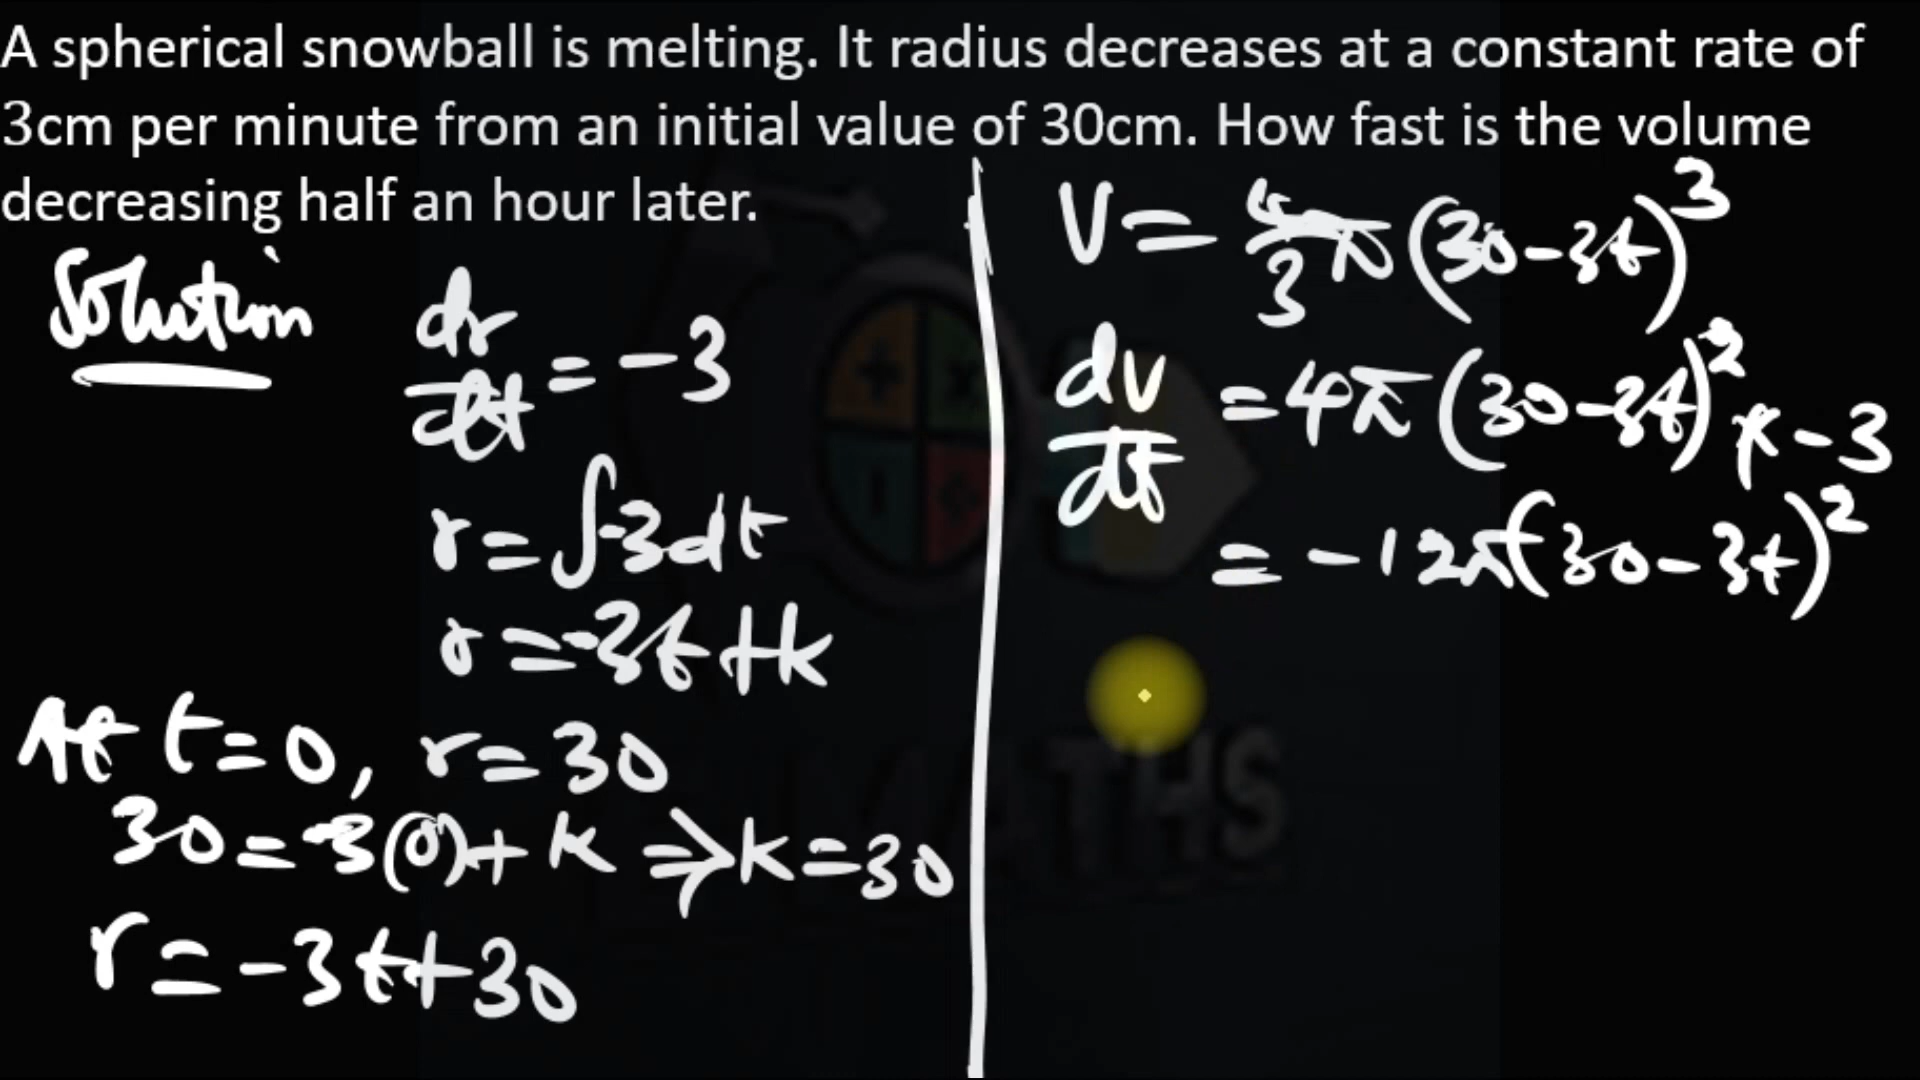 A spherical snowball is melting. It radius decreases at a constant rate of
3cm per minute from an initial value of 30cm. How fast is the volume
decreasing half an hour later.
Solution
dr/dt = -3
r = ∫-3dt
r = -3t + k
At t = 0, r = 30
30 = -3(0) + k ⇒ k = 30
r = -3t + 30
V = 4/3 π (30 - 3t)³
dv/dt = 4π (30 - 3t)² x - 3
= - 12π (30 - 3t)²
MATHS